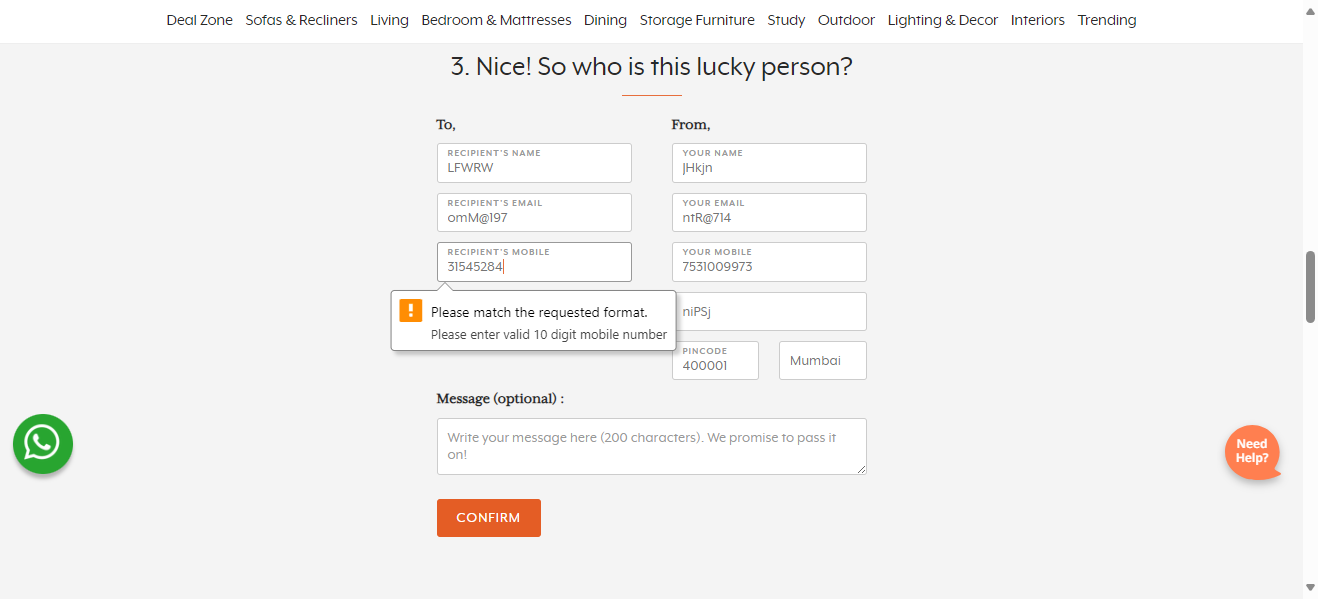 Deal Zone Sofas & Recliners Living Bedroom & Mattresses Dining Storage Furniture Study Outdoor Lighting & Decor Interiors Trending
3. Nice! So who is this lucky person?
To,
RECIPIENT'S NAME
LFWRW
RECIPIENT'S EMAIL
omM@197
RECIPIENT'S MOBILE
31545284
Please match the requested format.
Please enter valid 10 digit mobile number
From,
YOUR NAME
JHkjn
YOUR EMAIL
ntR@714
YOUR MOBILE
7531009973
niPSj
PINCODE
400001
Mumbai
Message (optional) :
Write your message here (200 characters). We promise to pass it
on!
CONFIRM
Need
Help?